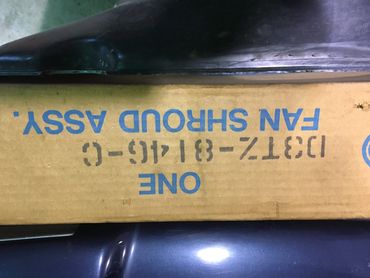 ONE
D3TZ-8146-C
FAN SHROUD ASSY.